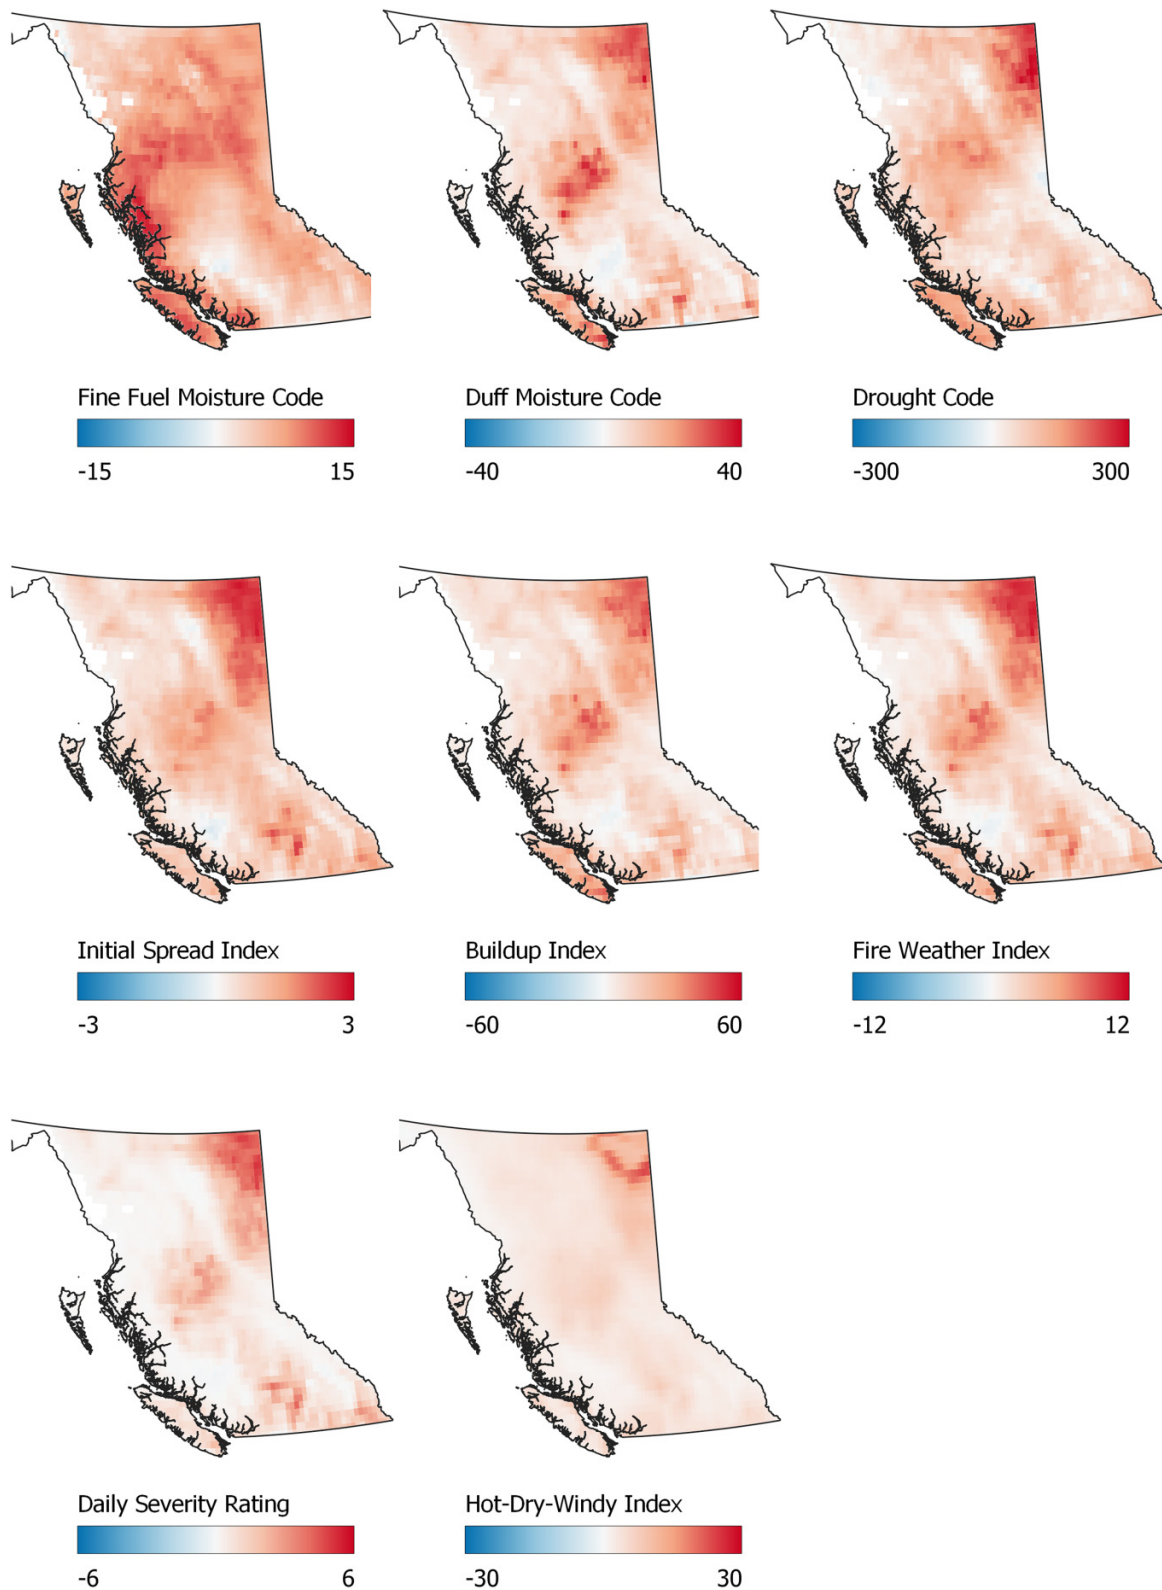 Fine Fuel Moisture Code
-15 15
Duff Moisture Code
-40 40
Drought Code
-300 300
Initial Spread Index
-3 3
Buildup Index
-60 60
Fire Weather Index
-12 12
Daily Severity Rating
-6 6
Hot-Dry-Windy Index
-30 30